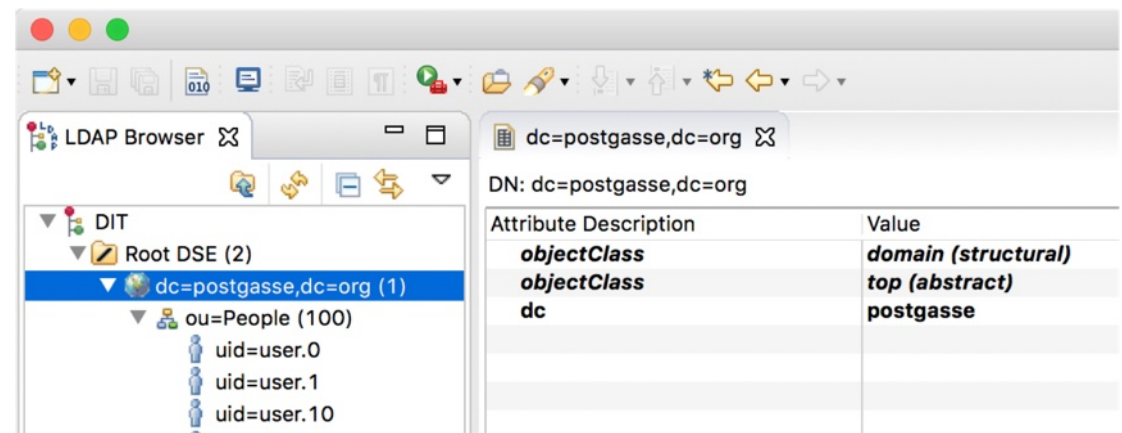 010
LDAP Browser
dc=postgasse,dc=org
DN: dc=postgasse,dc=org
DIT
Root DSE (2)
dc=postgasse,dc=org (1)
ou=People (100)
uid=user.0
uid=user.1
uid=user.10
Attribute Description Value
objectClass domain (structural)
objectClass top (abstract)
dc postgasse